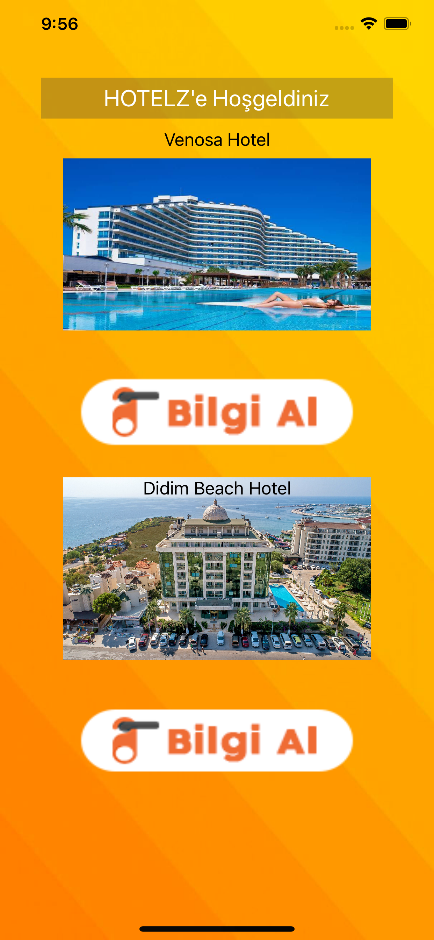 9:56
HOTELZ'e Hoşgeldiniz
Venosa Hotel
Bilgi Al
Didim Beach Hotel
Bilgi Al